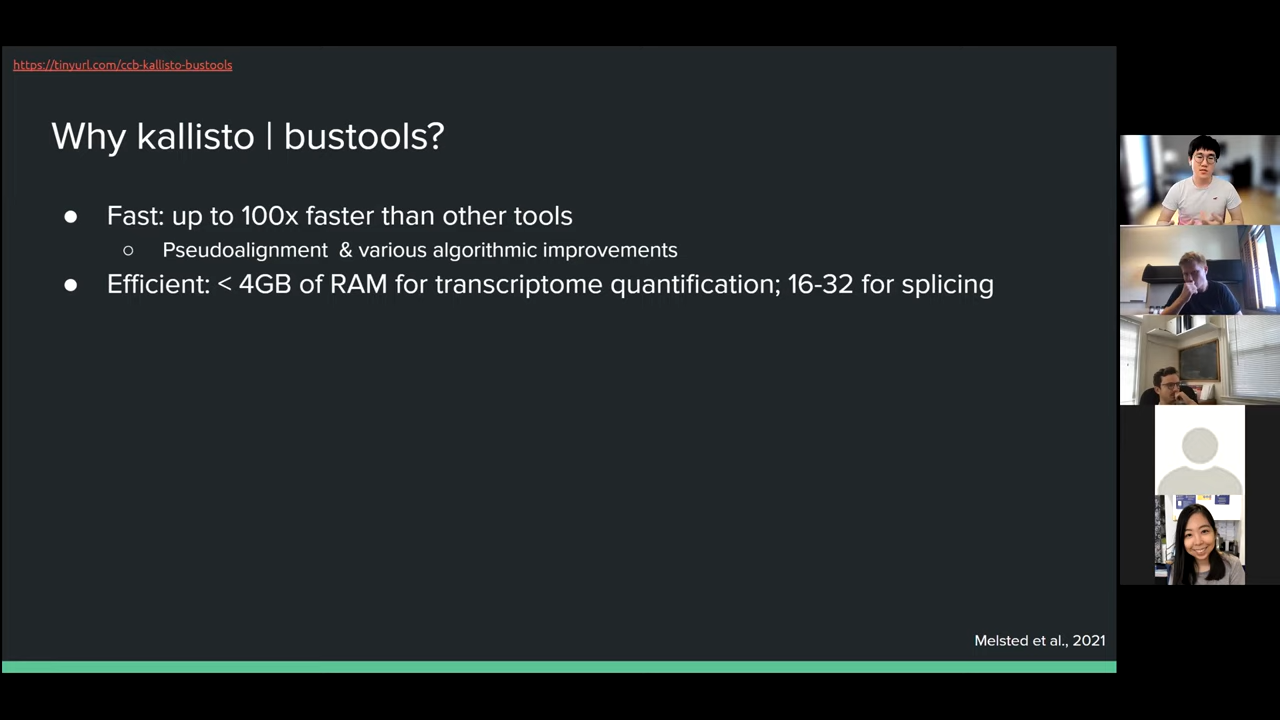 https://tinyurl.com/ccb-kallisto-bustools
Why kallisto | bustools?
● Fast: up to 100x faster than other tools
○ Pseudoalignment & various algorithmic improvements
● Efficient: < 4GB of RAM for transcriptome quantification; 16-32 for splicing
Melsted et al., 2021